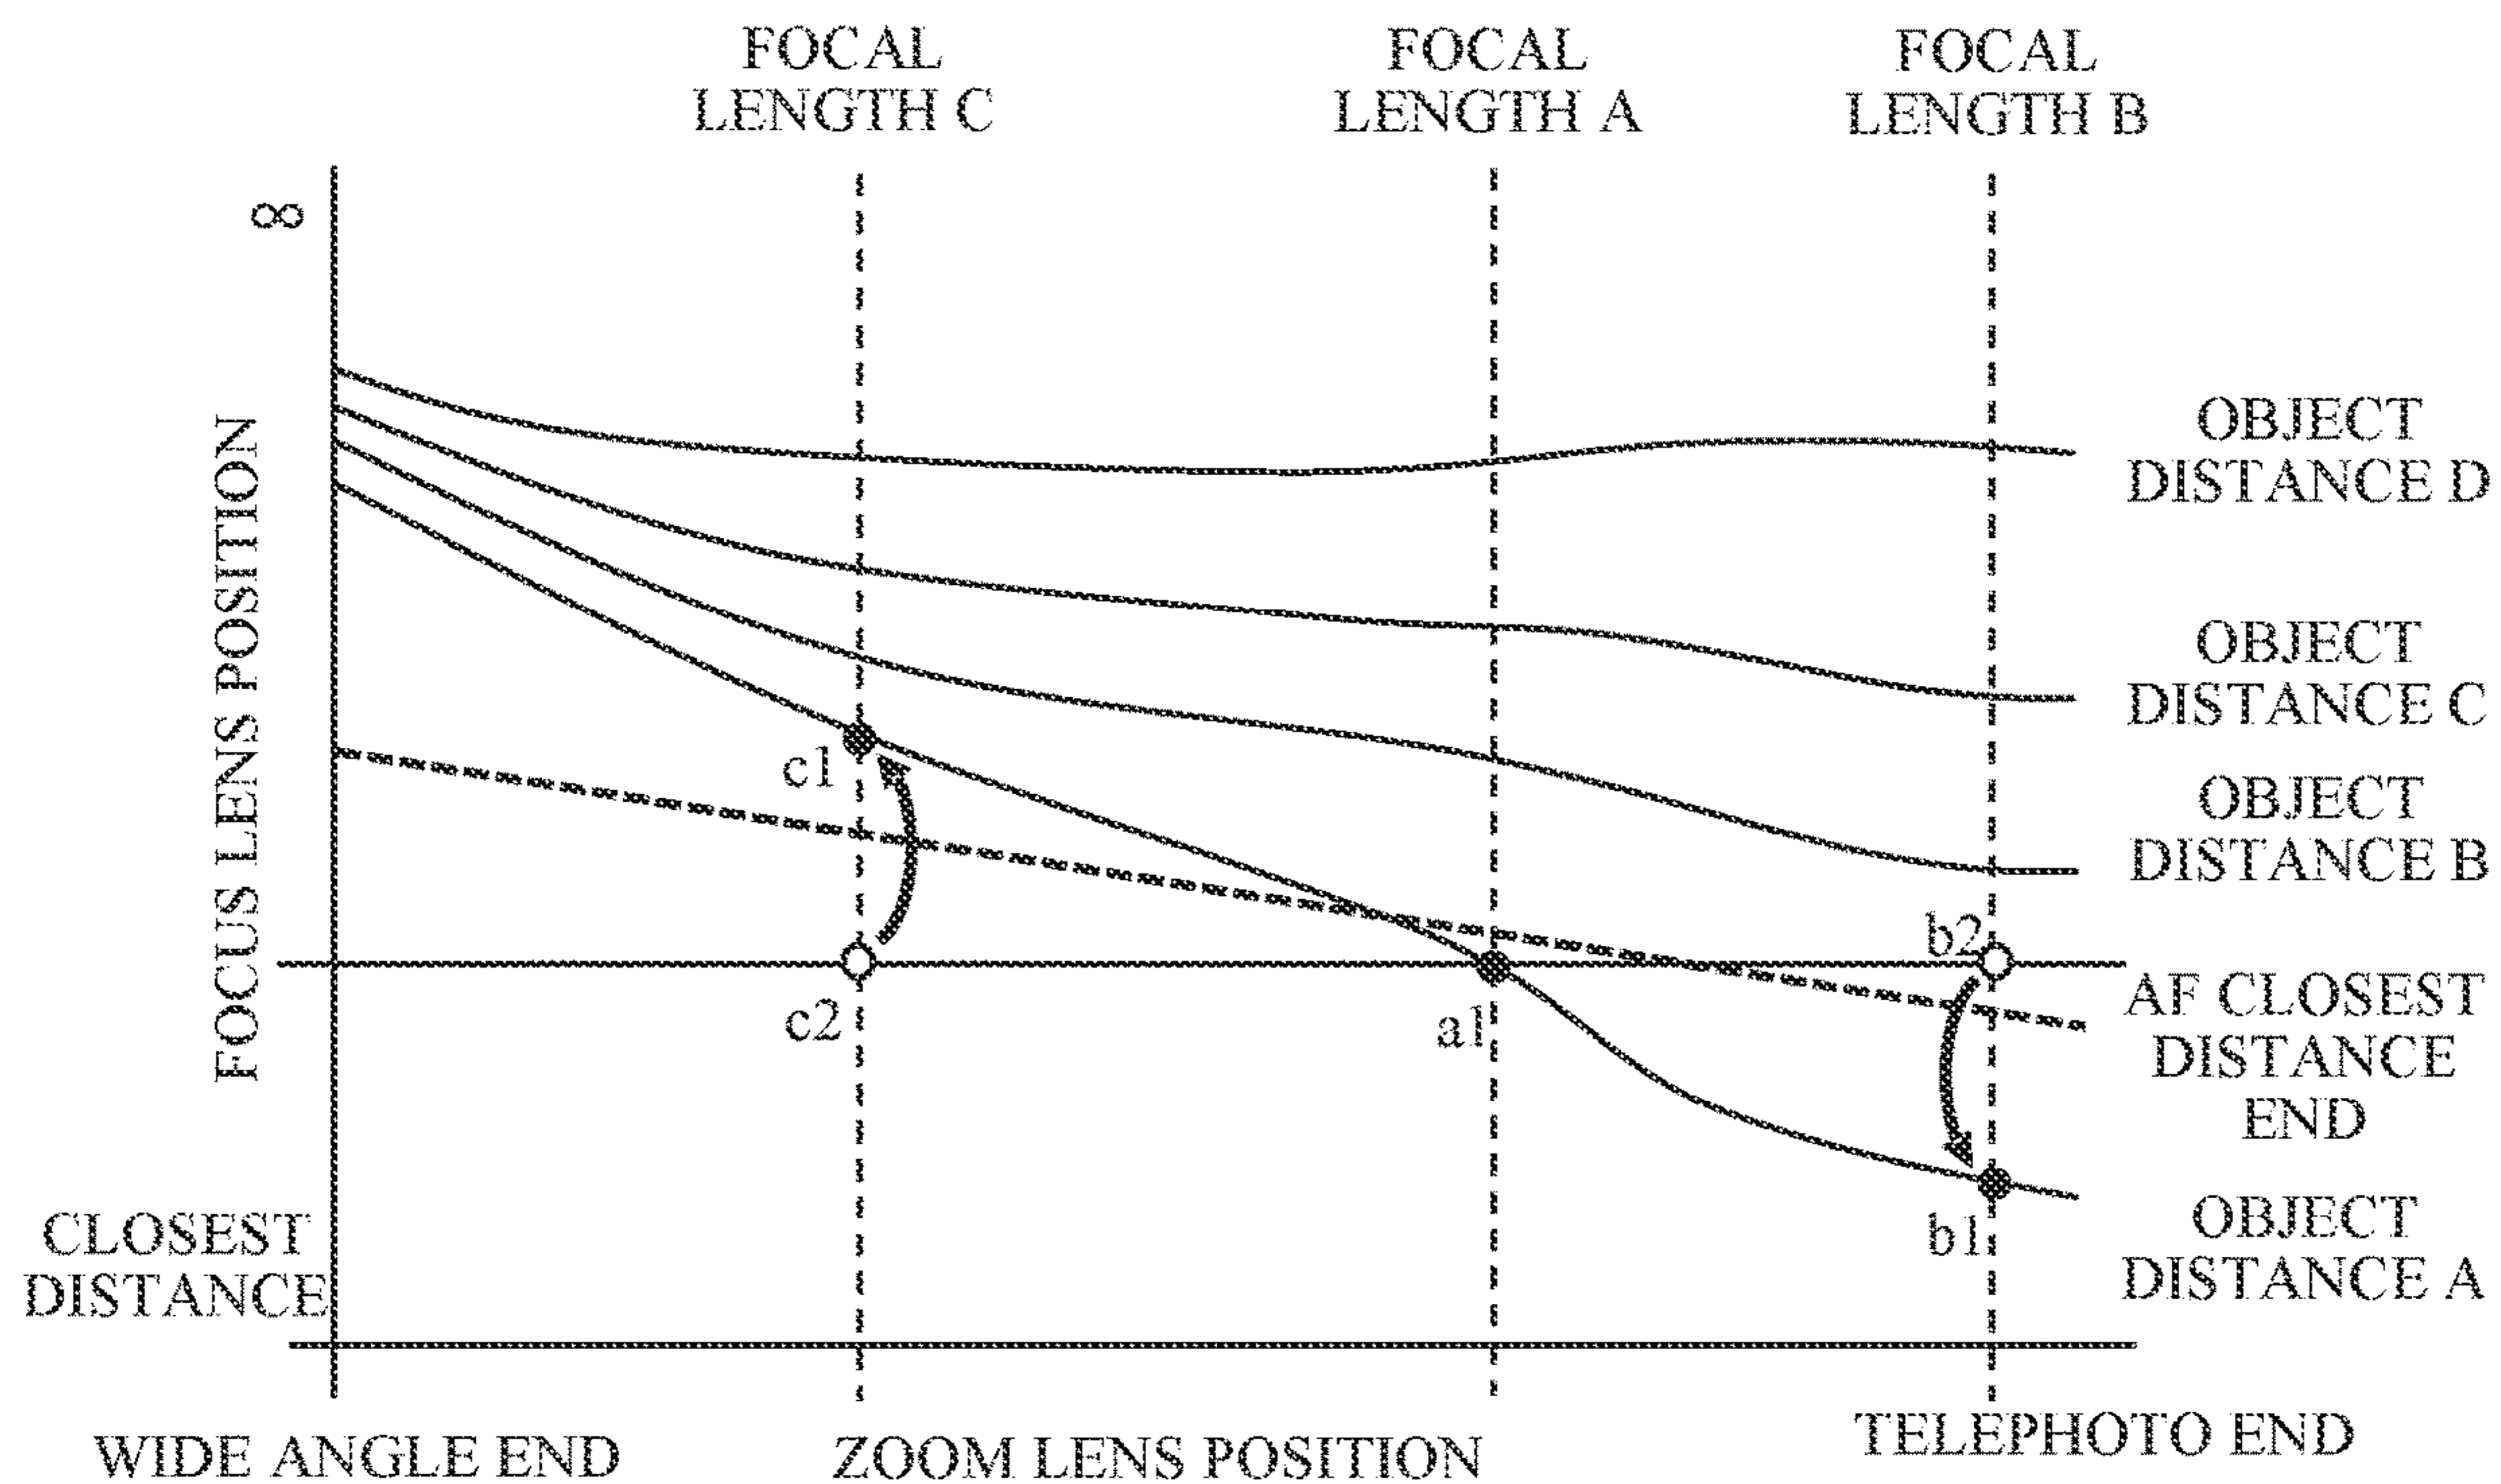 FOCAL
LENGTH C
FOCAL
LENGTH A
FOCAL
LENGTH B
∞
FOCUS LENS POSITION
OBJECT
DISTANCE D
OBJECT
DISTANCE C
OBJECT
DISTANCE B
c1
c2
a1
b2
b1
AF CLOSEST
DISTANCE
END
OBJECT
DISTANCE A
CLOSEST
DISTANCE
WIDE ANGLE END
ZOOM LENS POSITION
TELEPHOTO END